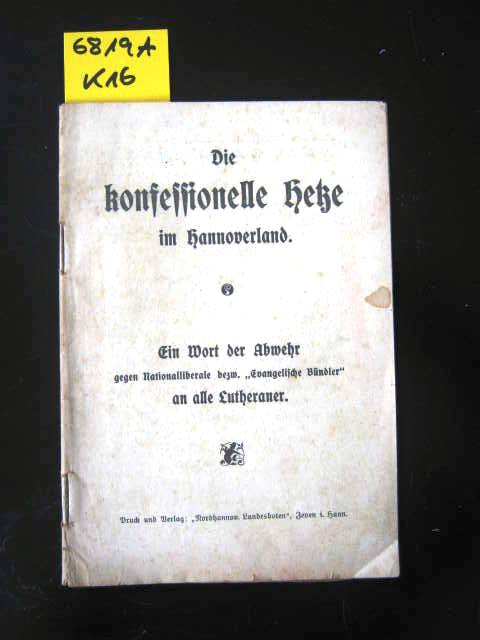 6819A
K16
Die
konfessionelle Hetze
im Hannoverland.
Ein Wort der Abwehr
gegen Nationalliberale bezw. „Evangelische Bündler“
an alle Lutheraner.
Druck und Verlag: „Nordhannov. Landesboten“, Zeven i. Hann.